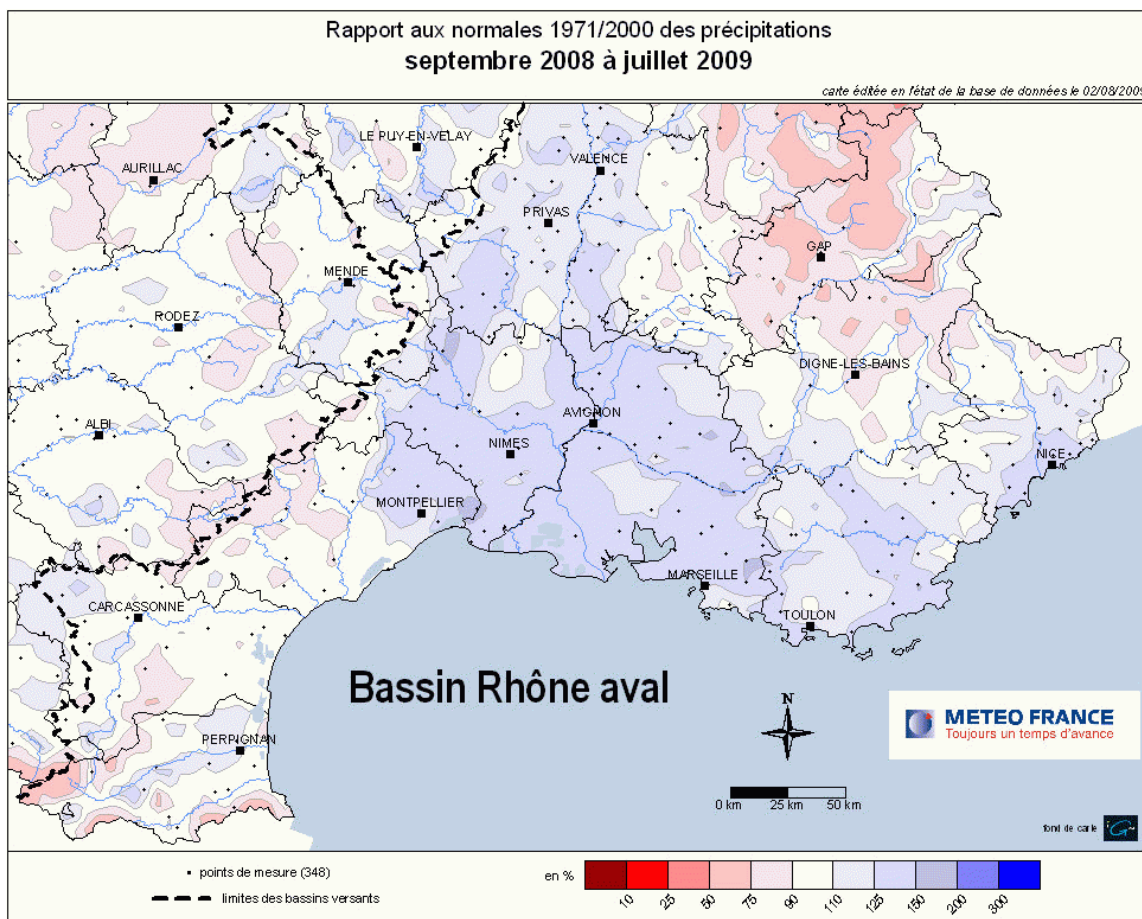 Rapport aux normales 1971/2000 des précipitations
septembre 2008 à juillet 2009
carte éditée en l'état de la base de données le 02/08/2009
LE PUY-EN-VELAY
AURILLAC
VALENCE
PRIVAS
GAP
MENDE
RODEZ
DIGNE-LES-BAINS
AVIGNON
ALBI
NIMES
NICE
MONTPELLIER
MARSEILLE
CARCASSONNE
TOULON
Bassin Rhône aval
N
METEO FRANCE
Toujours un temps d'avance
PERPIGNAN
0 km 25 km 50 km
fond de carte
points de mesure (348)
limites des bassins versants
en %
10 25 50 75 90 110 125 150 200 300